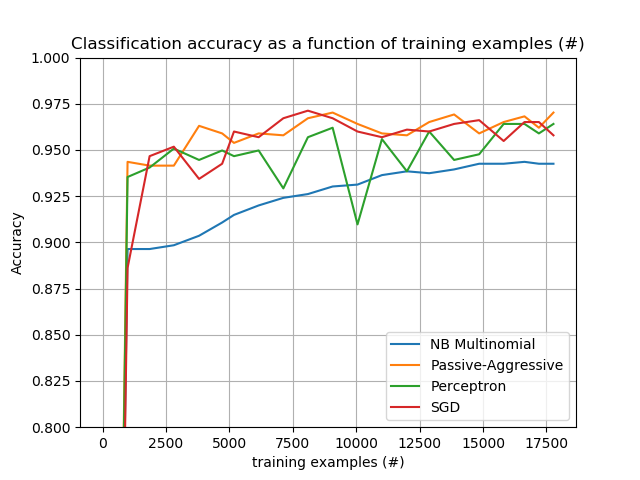 Classification accuracy as a function of training examples (#)
1.000
0.975
0.950
0.925
0.900
0.875
0.850
0.825
0.800
Accuracy
NB Multinomial
Passive-Aggressive
Perceptron
SGD
0 2500 5000 7500 10000 12500 15000 17500
training examples (#)